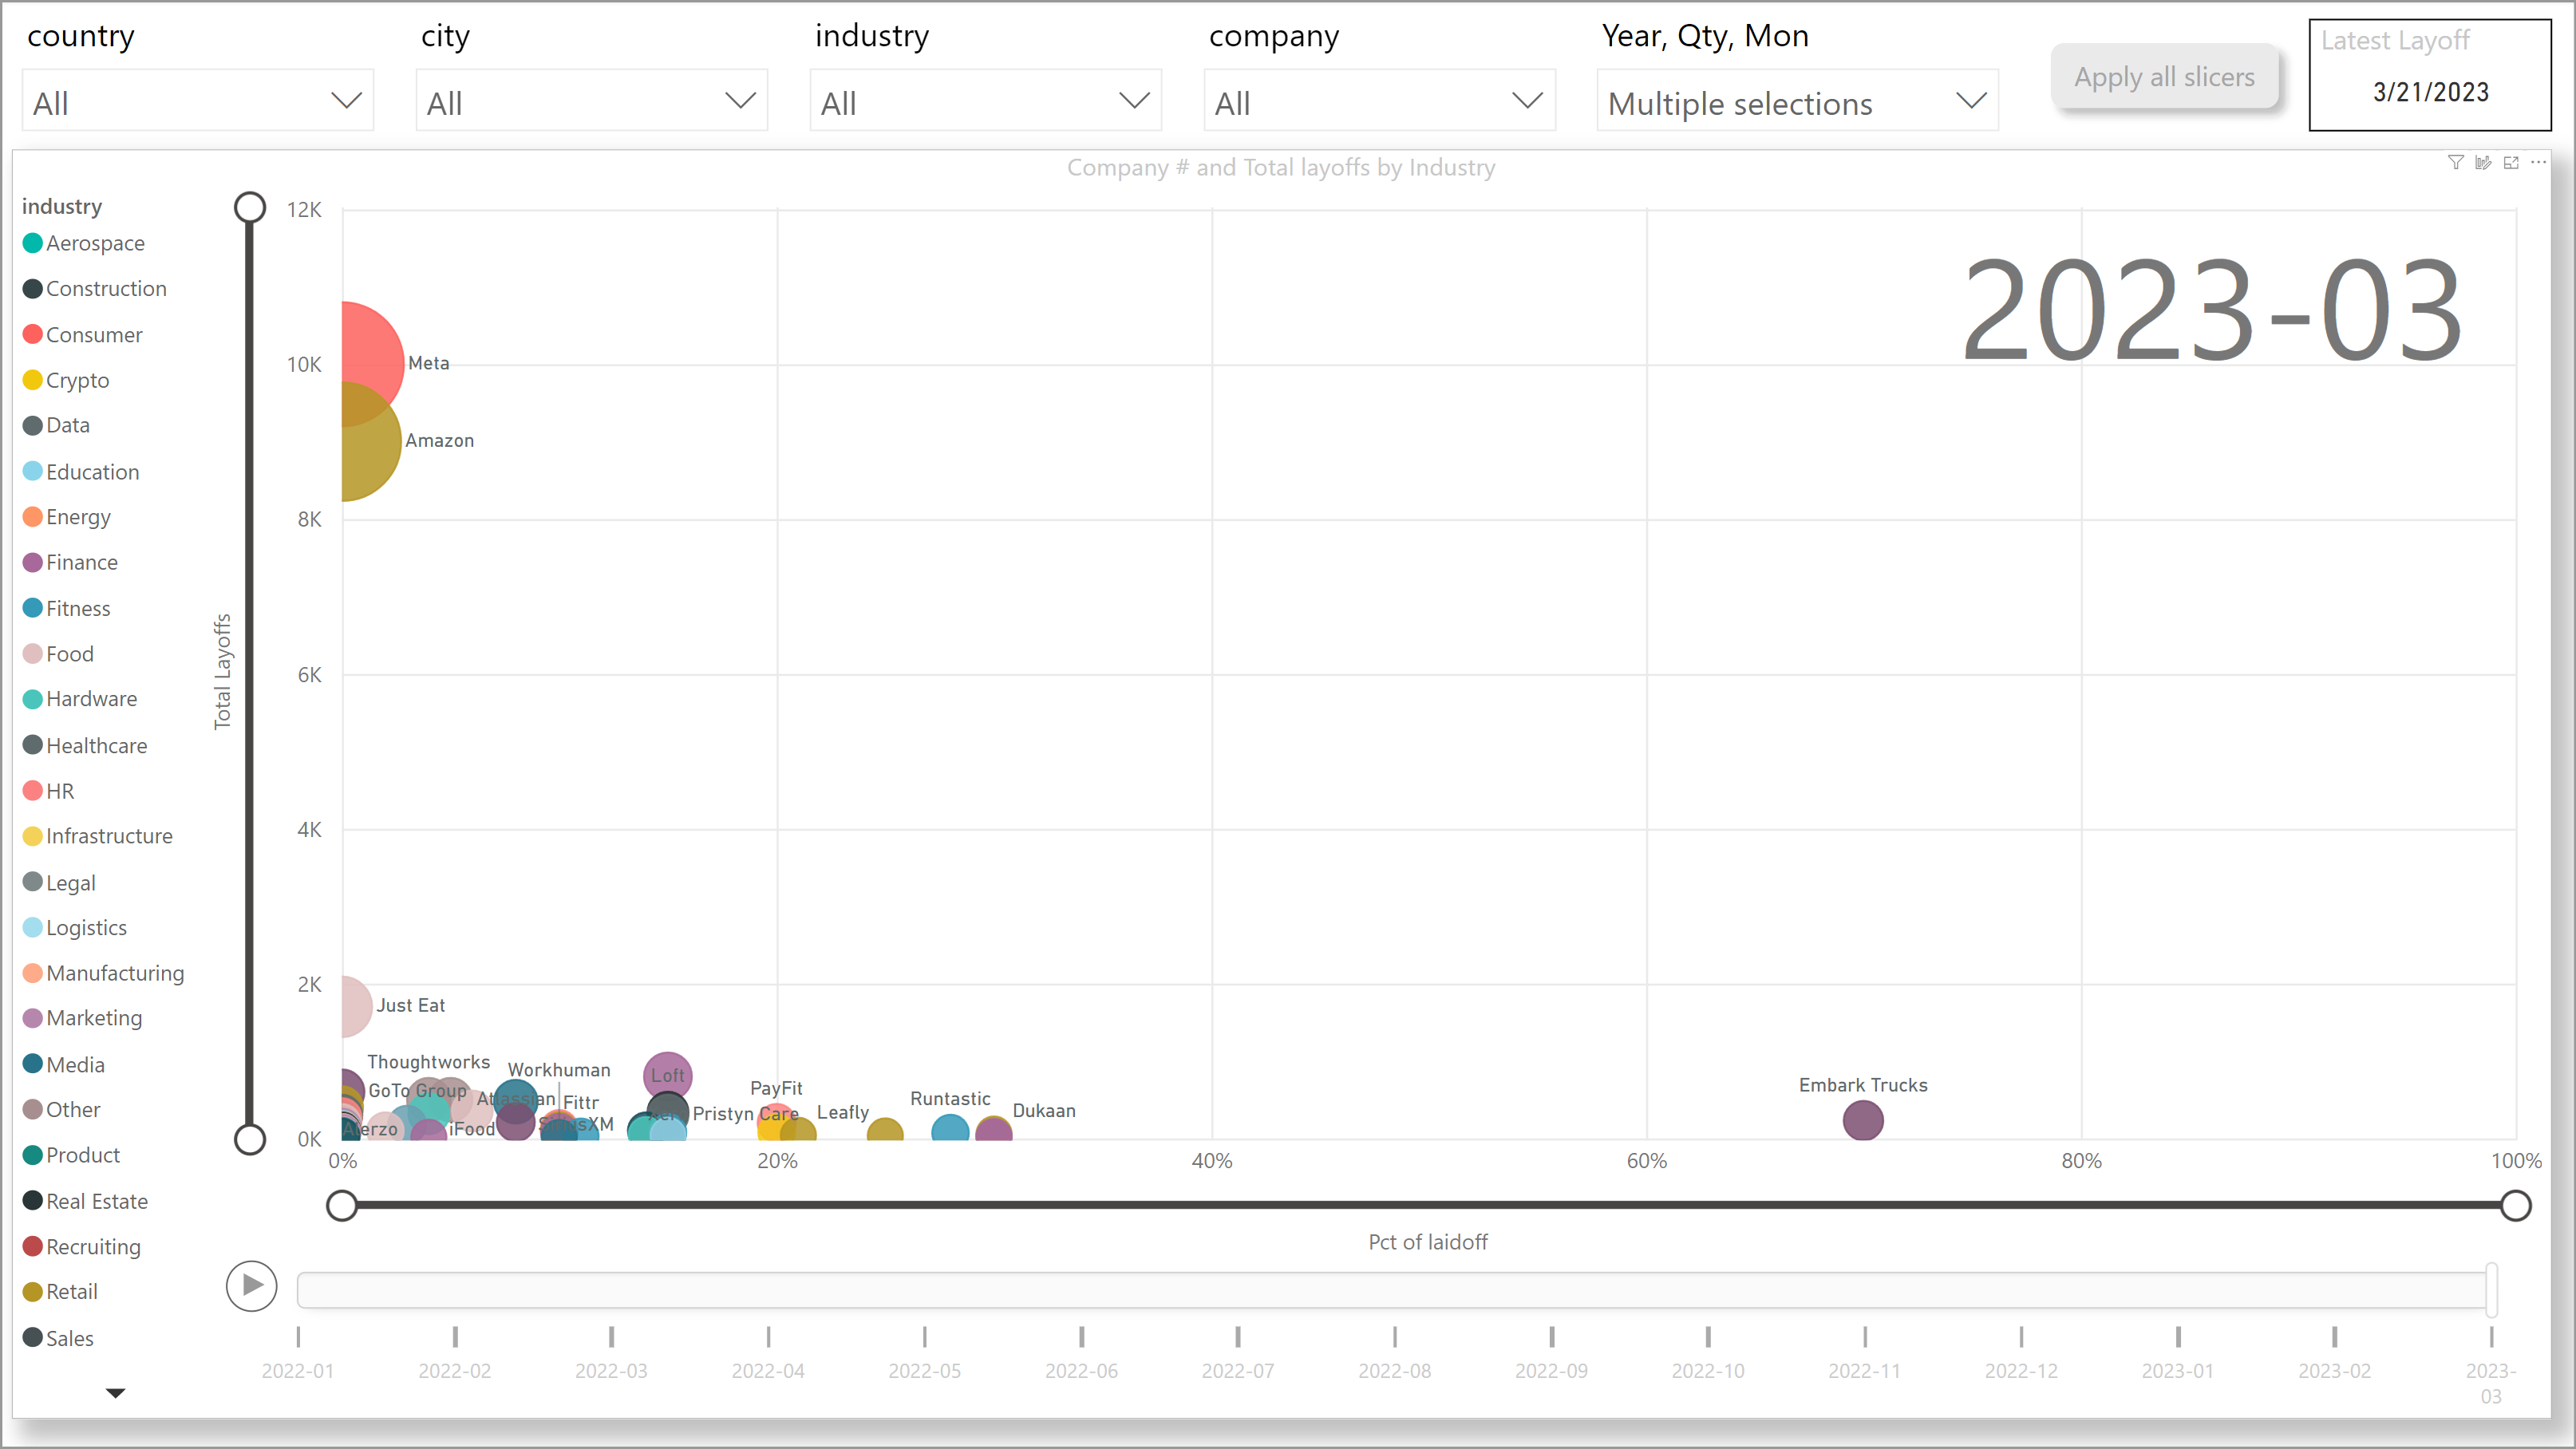 country
city
industry
company
Year, Qty, Mon
All
All
All
All
Multiple selections
Apply all slicers
Latest Layoff
3/21/2023
Company # and Total layoffs by Industry
industry
Aerospace
Construction
Consumer
Crypto
Data
Education
Energy
Finance
Fitness
Food
Hardware
Healthcare
HR
Infrastructure
Legal
Logistics
Manufacturing
Marketing
Media
Other
Product
Real Estate
Recruiting
Retail
Sales
Total Layoffs
12K
10K
8K
6K
4K
2K
0K
2023-03
Meta
Amazon
Just Eat
Thoughtworks
GoTo Group
Workhuman
Atlassian
Fittr
SiriusXM
Alerzo
iFood
Loft
Pristyn Care
PayFit
Leafly
Runtastic
Dukaan
Embark Trucks
0%
20%
40%
60%
80%
100%
Pct of laidoff
2022-01
2022-02
2022-03
2022-04
2022-05
2022-06
2022-07
2022-08
2022-09
2022-10
2022-11
2022-12
2023-01
2023-02
2023-
03